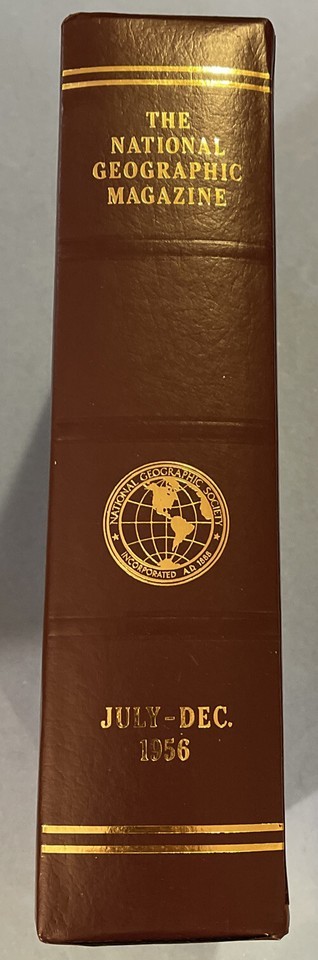 THE
NATIONAL
GEOGRAPHIC
MAGAZINE
NATIONAL GEOGRAPHIC SOCIETY
INCORPORATED A.D. 1888
JULY-DEC.
1956